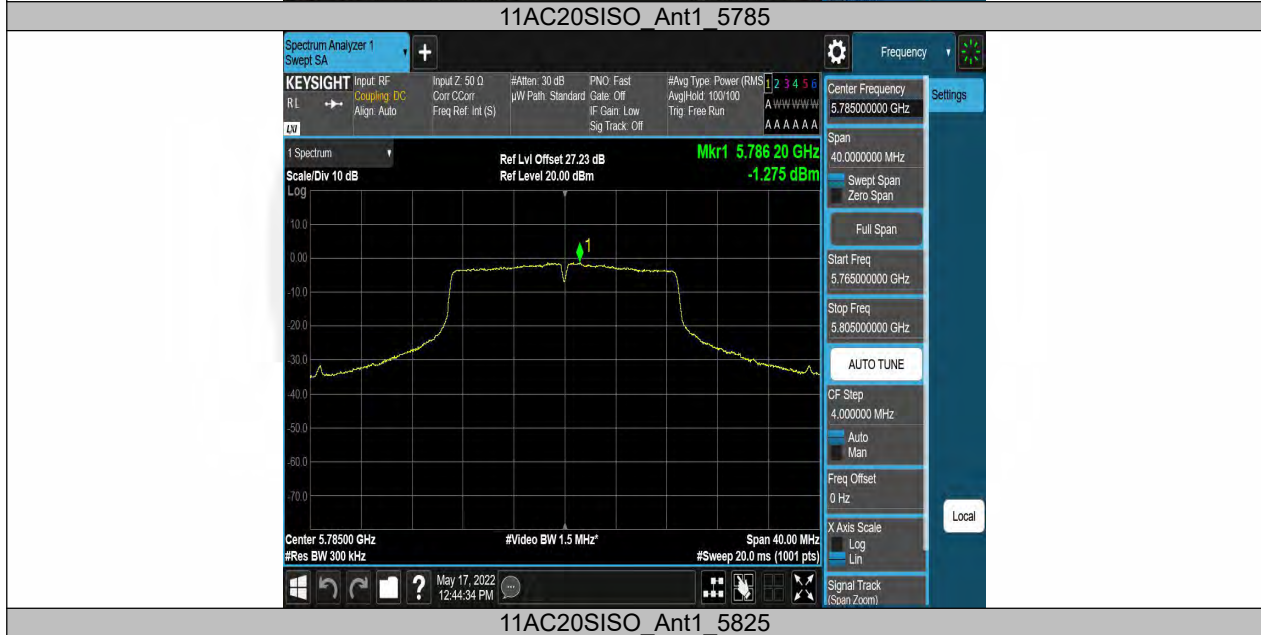 11AC20SISO_Ant1_5785
Spectrum Analyzer 1
Swept SA
+
Frequency
KEYSIGHT
RL
LXI
Input: RF
Coupling: DC
Align: Auto
Input Z: 50 Ω
Corr CCorr
Freq Ref: Int (S)
#Atten: 30 dB
µW Path: Standard
PNO: Fast
Gate: Off
IF Gain: Low
Sig Track: Off
#Avg Type: Power (RMS
Avg|Hold: 100/100
Trig: Free Run
1 2 3 4 5 6
A W W W W W
A A A A A A
1 Spectrum
Scale/Div 10 dB
Log
Ref Lvl Offset 27.23 dB
Ref Level 20.00 dBm
Mkr1 5.786 20 GHz
-1.275 dBm
1
10.0
0.00
-10.0
-20.0
-30.0
-40.0
-50.0
-60.0
-70.0
Center 5.78500 GHz
#Res BW 300 kHz
#Video BW 1.5 MHz*
Span 40.00 MHz
#Sweep 20.0 ms (1001 pts)
Center Frequency
5.785000000 GHz
Settings
Span
40.0000000 MHz
Swept Span
Zero Span
Full Span
Start Freq
5.765000000 GHz
Stop Freq
5.805000000 GHz
AUTO TUNE
CF Step
4.000000 MHz
Auto
Man
Freq Offset
0 Hz
X Axis Scale
Log
Lin
Signal Track
(Span Zoom)
Local
?
May 17, 2022
12:44:34 PM
11AC20SISO_Ant1_5825